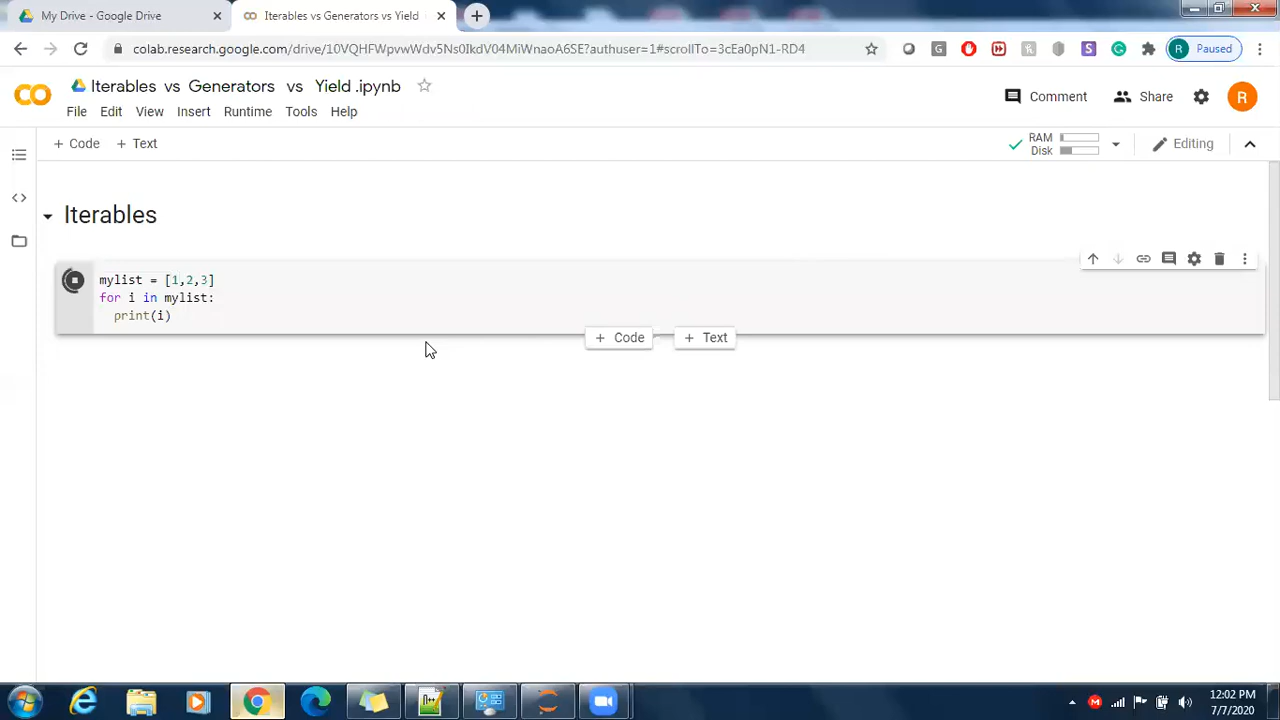 My Drive - Google Drive
Iterables vs Generators vs Yield
colab.research.google.com/drive/10VQHFWpvwWdv5Ns0Ik0Y04MiWnaoA6SE?authuser=1#scrollTo=3cEa0pN1-RD4
R Paused
Iterables vs Generators vs Yield .ipynb
Comment
Share
R
File Edit View Insert Runtime Tools Help
+ Code + Text
RAM
Disk
Editing
Iterables
mylist = [1,2,3]
for i in mylist:
print(i)
+ Code + Text
12:02 PM
7/7/2020